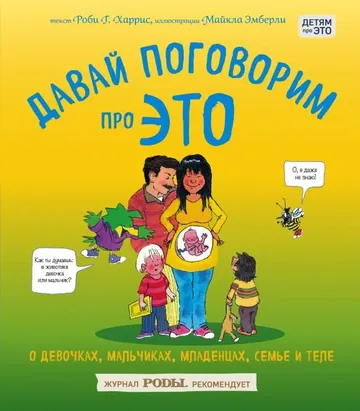 текст Роби Г. Харрис, иллюстрации Майкла Эмберли
ДЕТЯМ
про ЭТО
ДАВАЙ ПОГОВОРИМ
ПРО ЭТО
О, я даже
не знаю!
Как ты думаешь:
в животике
девочка
или мальчик?
О ДЕВОЧКАХ, МАЛЬЧИКАХ, МЛАДЕНЦАХ, СЕМЬЕ И ТЕЛЕ
ЖУРНАЛ РОДЫ. РЕКОМЕНДУЕТ